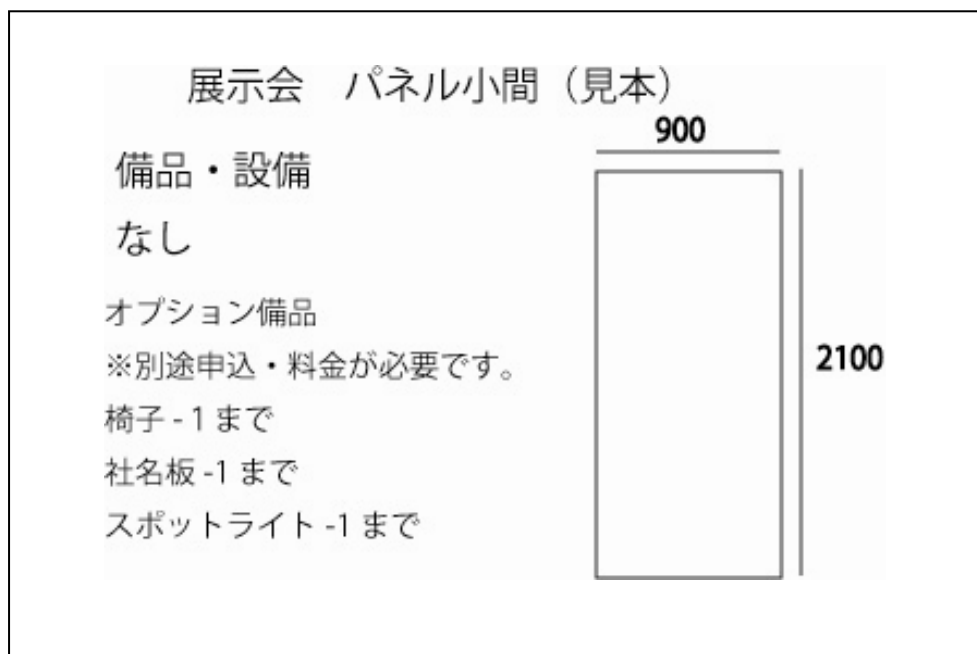 展示会　パネル小間（見本）
900
備品・設備
なし
オプション備品
※別途申込・料金が必要です。
椅子 - 1 まで
社名板 -1 まで
スポットライト -1 まで
2100